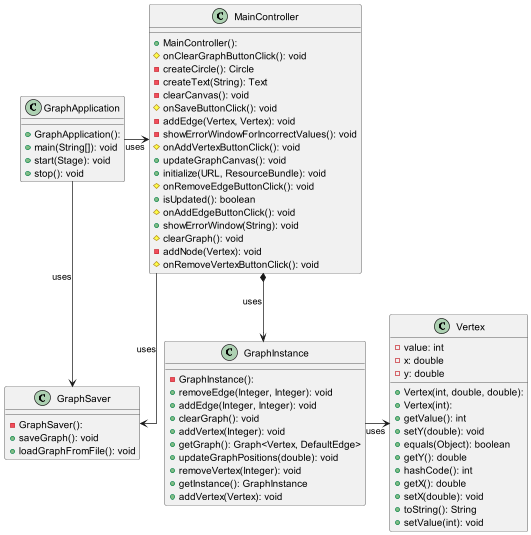 C MainController
MainController():
onClearGraphButtonClick(): void
createCircle(): Circle
createText(String): Text
clearCanvas(): void
onSaveButtonClick(): void
addEdge(Vertex, Vertex): void
showErrorWindowForIncorrectValues(): void
onAddVertexButtonClick(): void
updateGraphCanvas(): void
initialize(URL, ResourceBundle): void
onRemoveEdgeButtonClick(): void
isUpdated(): boolean
onAddEdgeButtonClick(): void
showErrorWindow(String): void
clearGraph(): void
addNode(Vertex): void
onRemoveVertexButtonClick(): void
C GraphApplication
GraphApplication():
main(String[]): void
start(Stage): void
stop(): void
uses
uses
uses
uses
C GraphSaver
GraphSaver():
saveGraph(): void
loadGraphFromFile(): void
C GraphInstance
GraphInstance():
removeEdge(Integer, Integer): void
addEdge(Integer, Integer): void
clearGraph(): void
addVertex(Integer): void
getGraph(): Graph<Vertex, DefaultEdge>
updateGraphPositions(double): void
removeVertex(Integer): void
getInstance(): GraphInstance
addVertex(Vertex): void
uses
C Vertex
value: int
x: double
y: double
Vertex(int, double, double):
Vertex(int):
getValue(): int
setY(double): void
equals(Object): boolean
getY(): double
hashCode(): int
getX(): double
setX(double): void
toString(): String
setValue(int): void